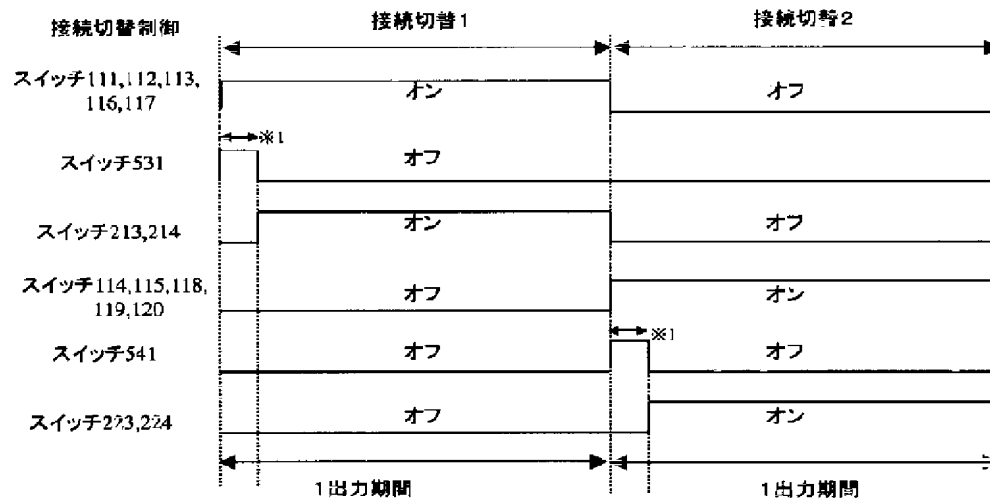 接続切替制御 接続切替1 接続切替2
スイッチ111,112,113,
116,117
オン オフ
※1
スイッチ531 オフ
スイッチ213,214 オン オフ
スイッチ114,115,118,
119,120
オフ オン
※1
スイッチ541 オフ オフ
スイッチ223,224 オフ オン
1出力期間 1出力期間